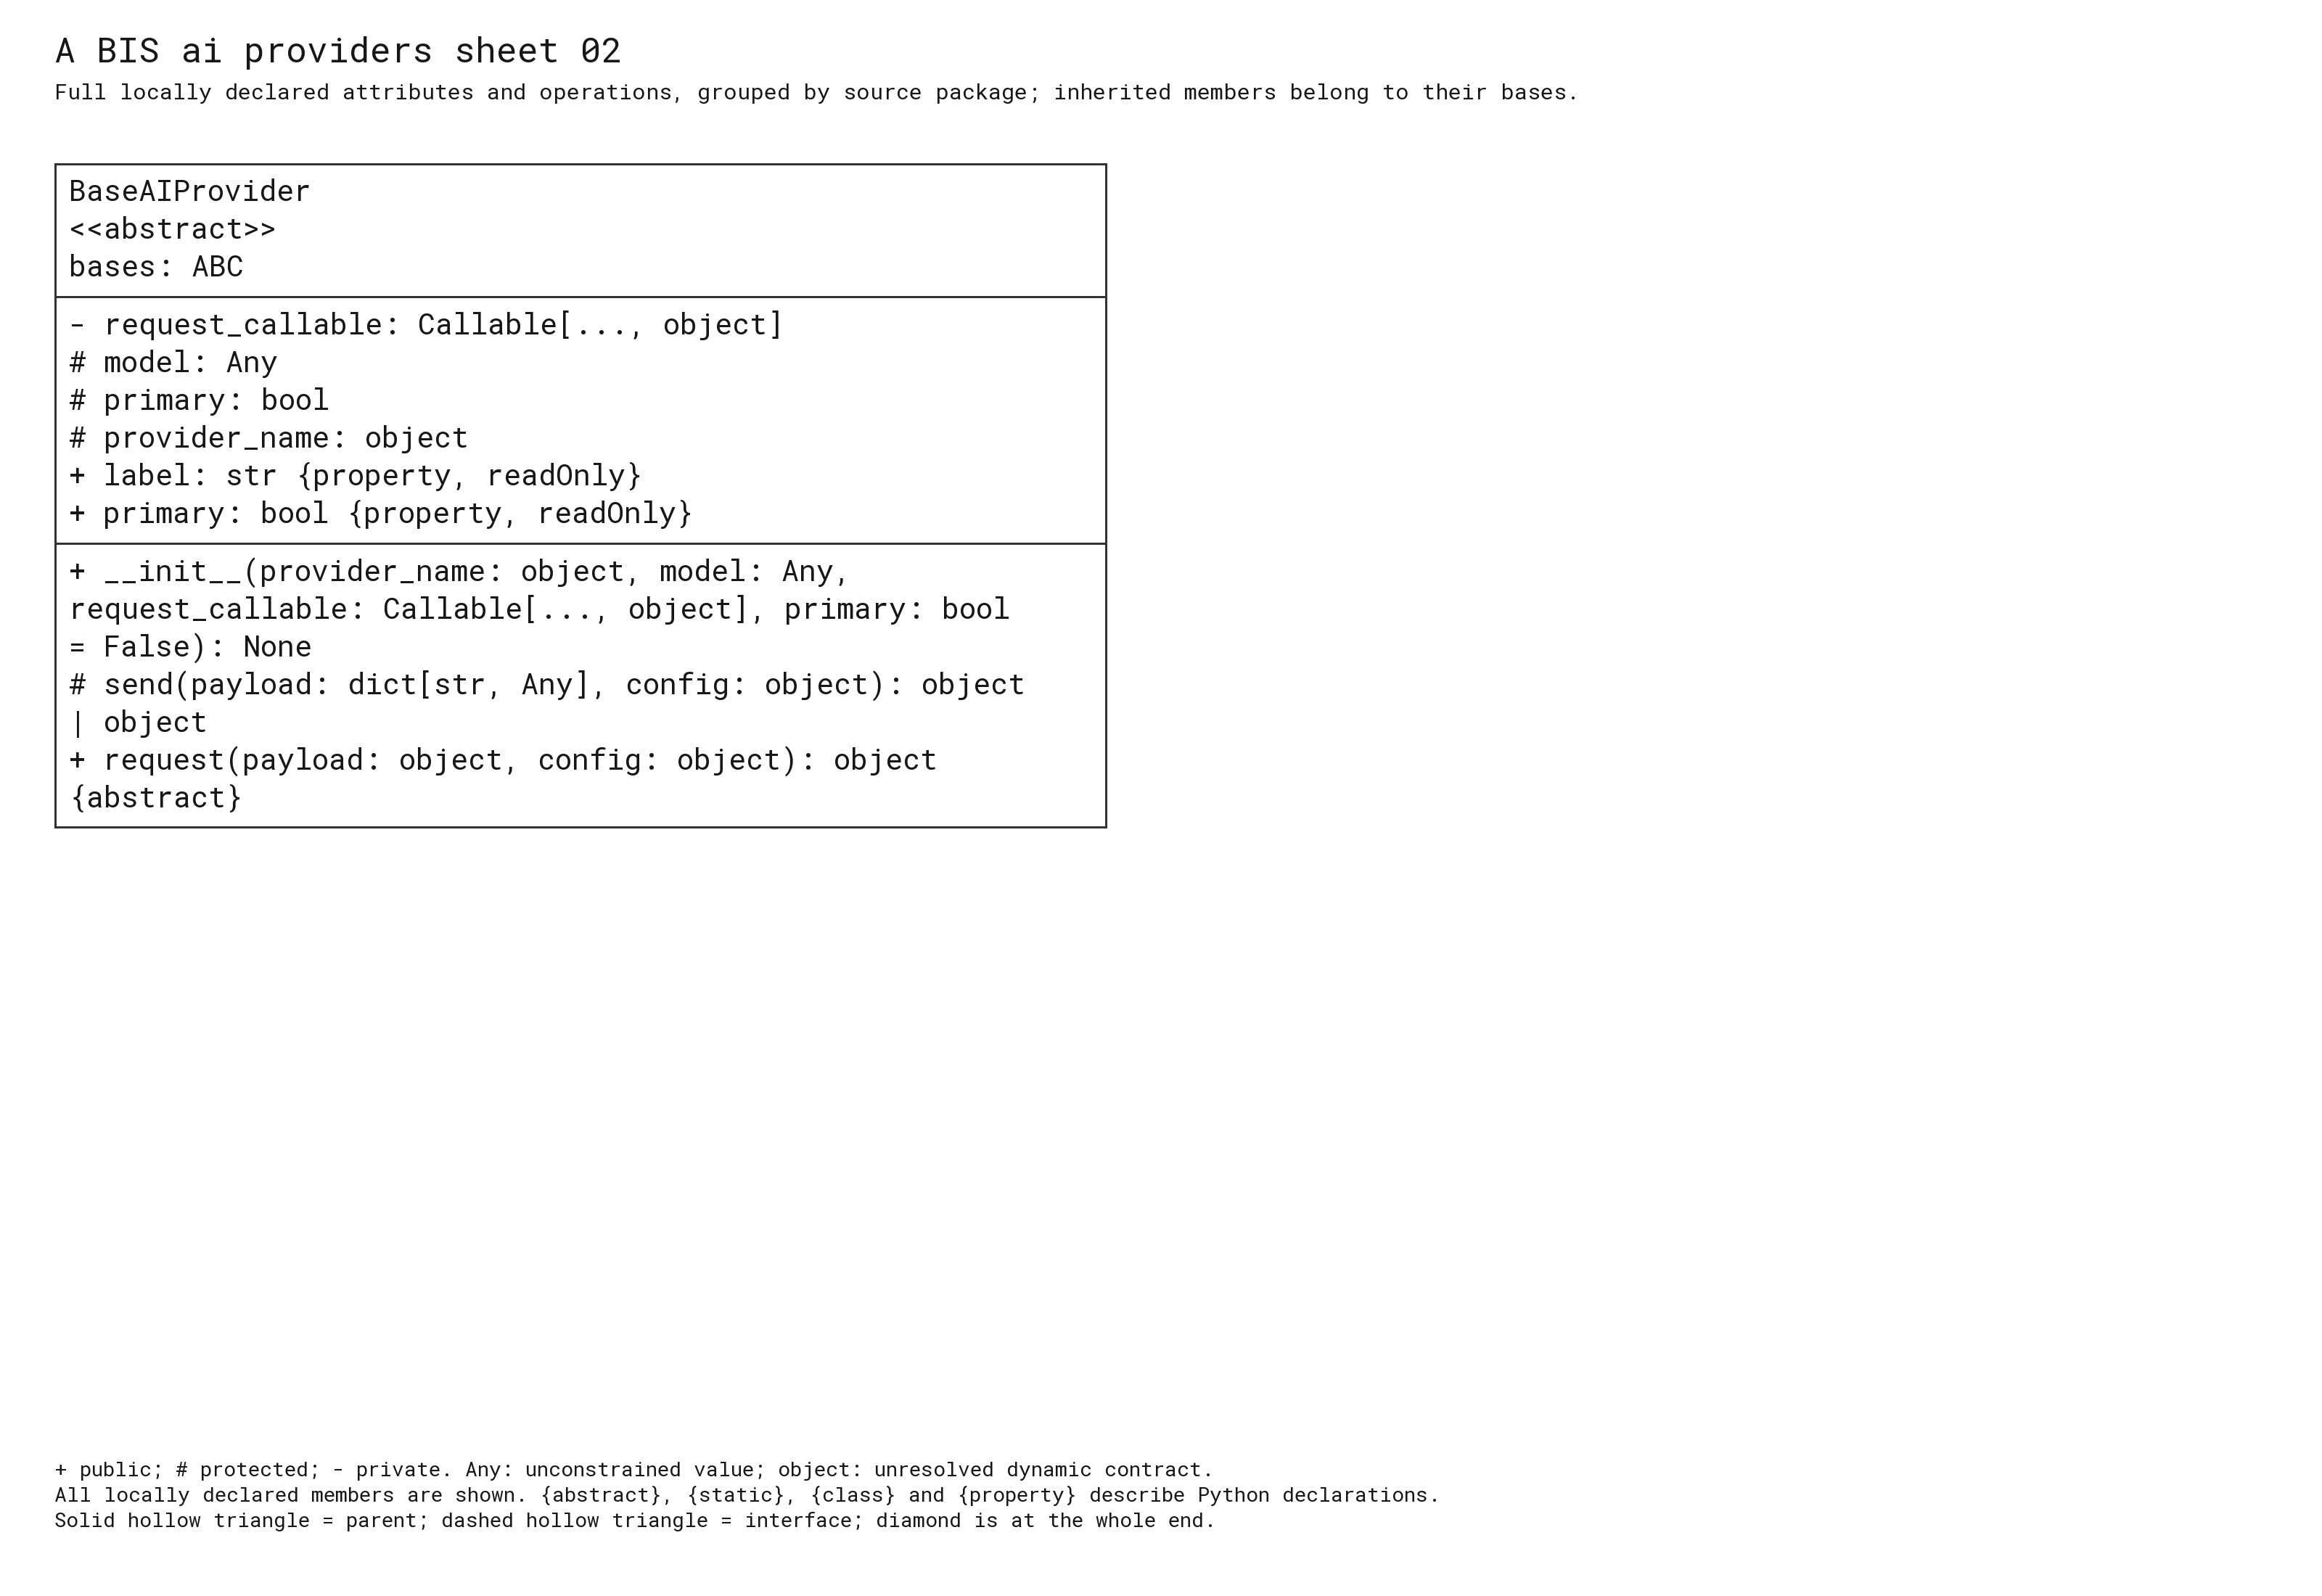 A BIS ai providers sheet 02
Full locally declared attributes and operations, grouped by source package; inherited members belong to their bases.
BaseAIProvider
<<abstract>>
bases: ABC
- request_callable: Callable[..., object]
# model: Any
# primary: bool
# provider_name: object
+ label: str {property, readOnly}
+ primary: bool {property, readOnly}
+ __init__(provider_name: object, model: Any,
request_callable: Callable[..., object], primary: bool
= False): None
# send(payload: dict[str, Any], config: object): object
| object
+ request(payload: object, config: object): object
{abstract}
+ public; # protected; - private. Any: unconstrained value; object: unresolved dynamic contract.
All locally declared members are shown. {abstract}, {static}, {class} and {property} describe Python declarations.
Solid hollow triangle = parent; dashed hollow triangle = interface; diamond is at the whole end.